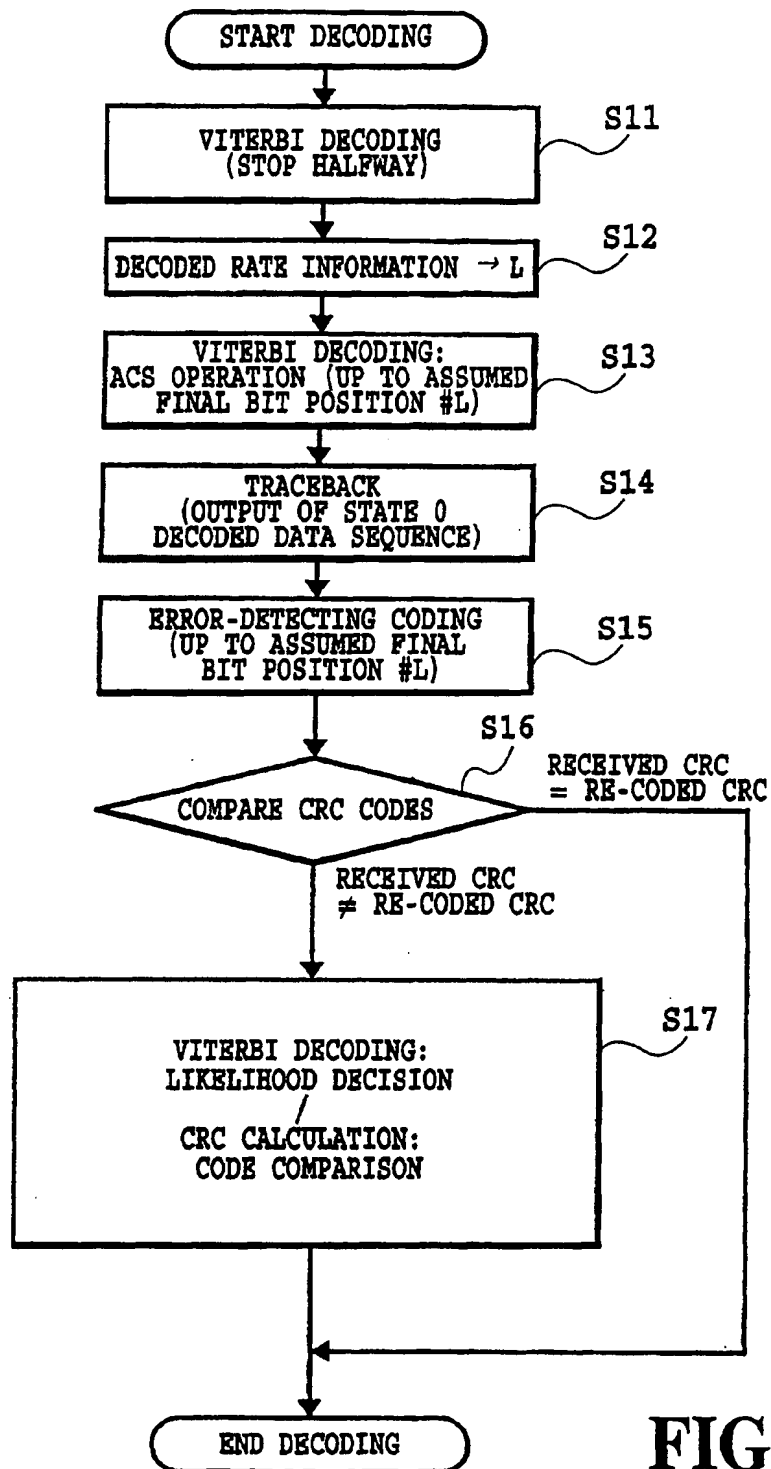 START DECODING
S11
VITERBI DECODING
(STOP HALFWAY)
S12
DECODED RATE INFORMATION → L
S13
VITERBI DECODING:
ACS OPERATION (UP TO ASSUMED
FINAL BIT POSITION #L)
S14
TRACEBACK
(OUTPUT OF STATE 0
DECODED DATA SEQUENCE)
S15
ERROR-DETECTING CODING
(UP TO ASSUMED FINAL
BIT POSITION #L)
S16
COMPARE CRC CODES
RECEIVED CRC
= RE-CODED CRC
RECEIVED CRC
≠ RE-CODED CRC
S17
VITERBI DECODING:
LIKELIHOOD DECISION
/
CRC CALCULATION:
CODE COMPARISON
END DECODING
FIG